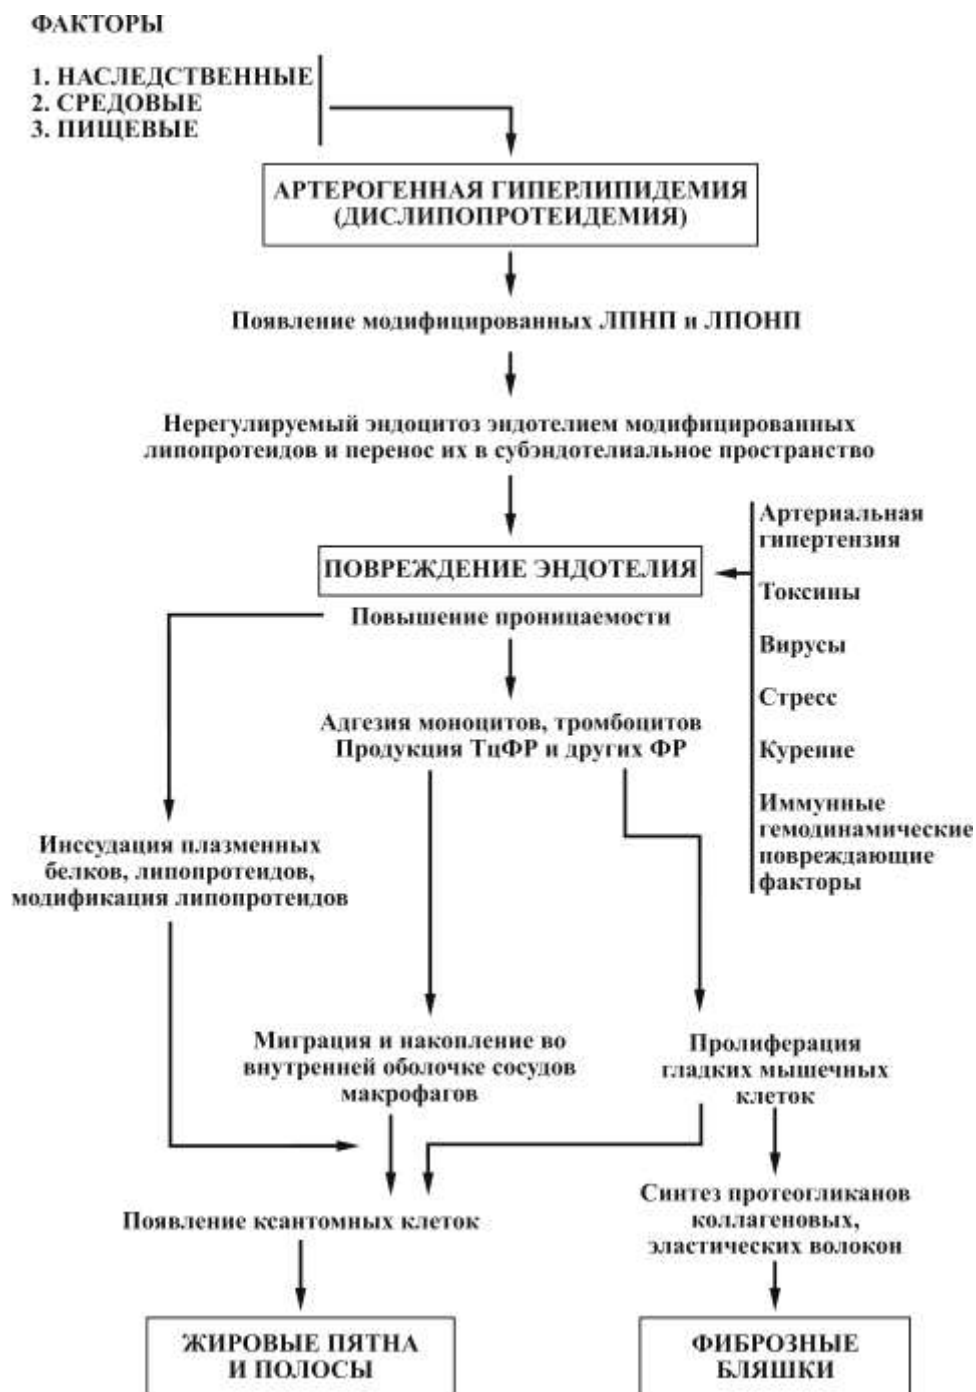 ФАКТОРЫ
1. НАСЛЕДСТВЕННЫЕ
2. СРЕДОВЫЕ
3. ПИЩЕВЫЕ
АРТЕРОГЕННАЯ ГИПЕРЛИПИДЕМИЯ
(ДИСЛИПОПРОТЕИДЕМИЯ)
Появление модифицированных ЛПНП и ЛПОНП
Нерегулируемый эндоцитоз эндотелием модифицированных
липопротеидов и перенос их в субэндотелиальное пространство
ПОВРЕЖДЕНИЕ ЭНДОТЕЛИЯ
Повышение проницаемости
Артериальная
гипертензия
Токсины
Вирусы
Стресс
Курение
Иммунные
гемодинамические
повреждающие
факторы
Адгезия моноцитов, тромбоцитов
Продукция ТцФР и других ФР
Инссудация плазменных
белков, липопротеидов,
модификация липопротеидов
Миграция и накопление во
внутренней оболочке сосудов
макрофагов
Пролиферация
гладких мышечных
клеток
Появление ксантомных клеток
Синтез протеогликанов
коллагеновых,
эластических волокон
ЖИРОВЫЕ ПЯТНА
И ПОЛОСЫ
ФИБРОЗНЫЕ
БЛЯШКИ